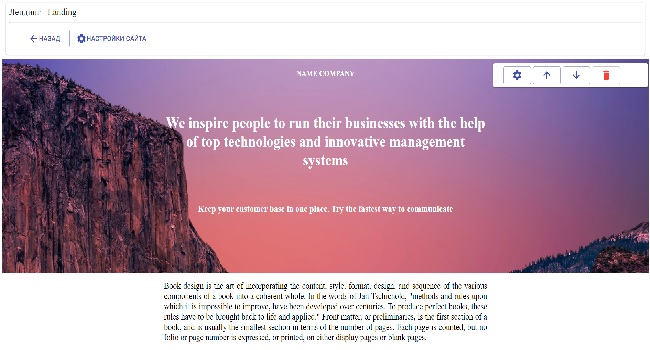 Лендинг - Landing
НАЗАД
НАСТРОЙКИ САЙТА
NAME COMPANY
We inspire people to run their businesses with the help
of top technologies and innovative management
systems
Keep your customer base in one place. Try the fastest way to communicate
Book design is the art of incorporating the content, style, format, design, and sequence of the various
components of a book into a coherent whole. In the words of Jan Tschichold, "methods and rules upon
which it is impossible to improve, have been developed over centuries. To produce perfect books, these
rules have to be brought back to life and applied." Front matter, or preliminaries, is the first section of a
book, and is usually the smallest section in terms of the number of pages. Each page is counted, but no
folio or page number is expressed, or printed, on either display pages or blank pages.